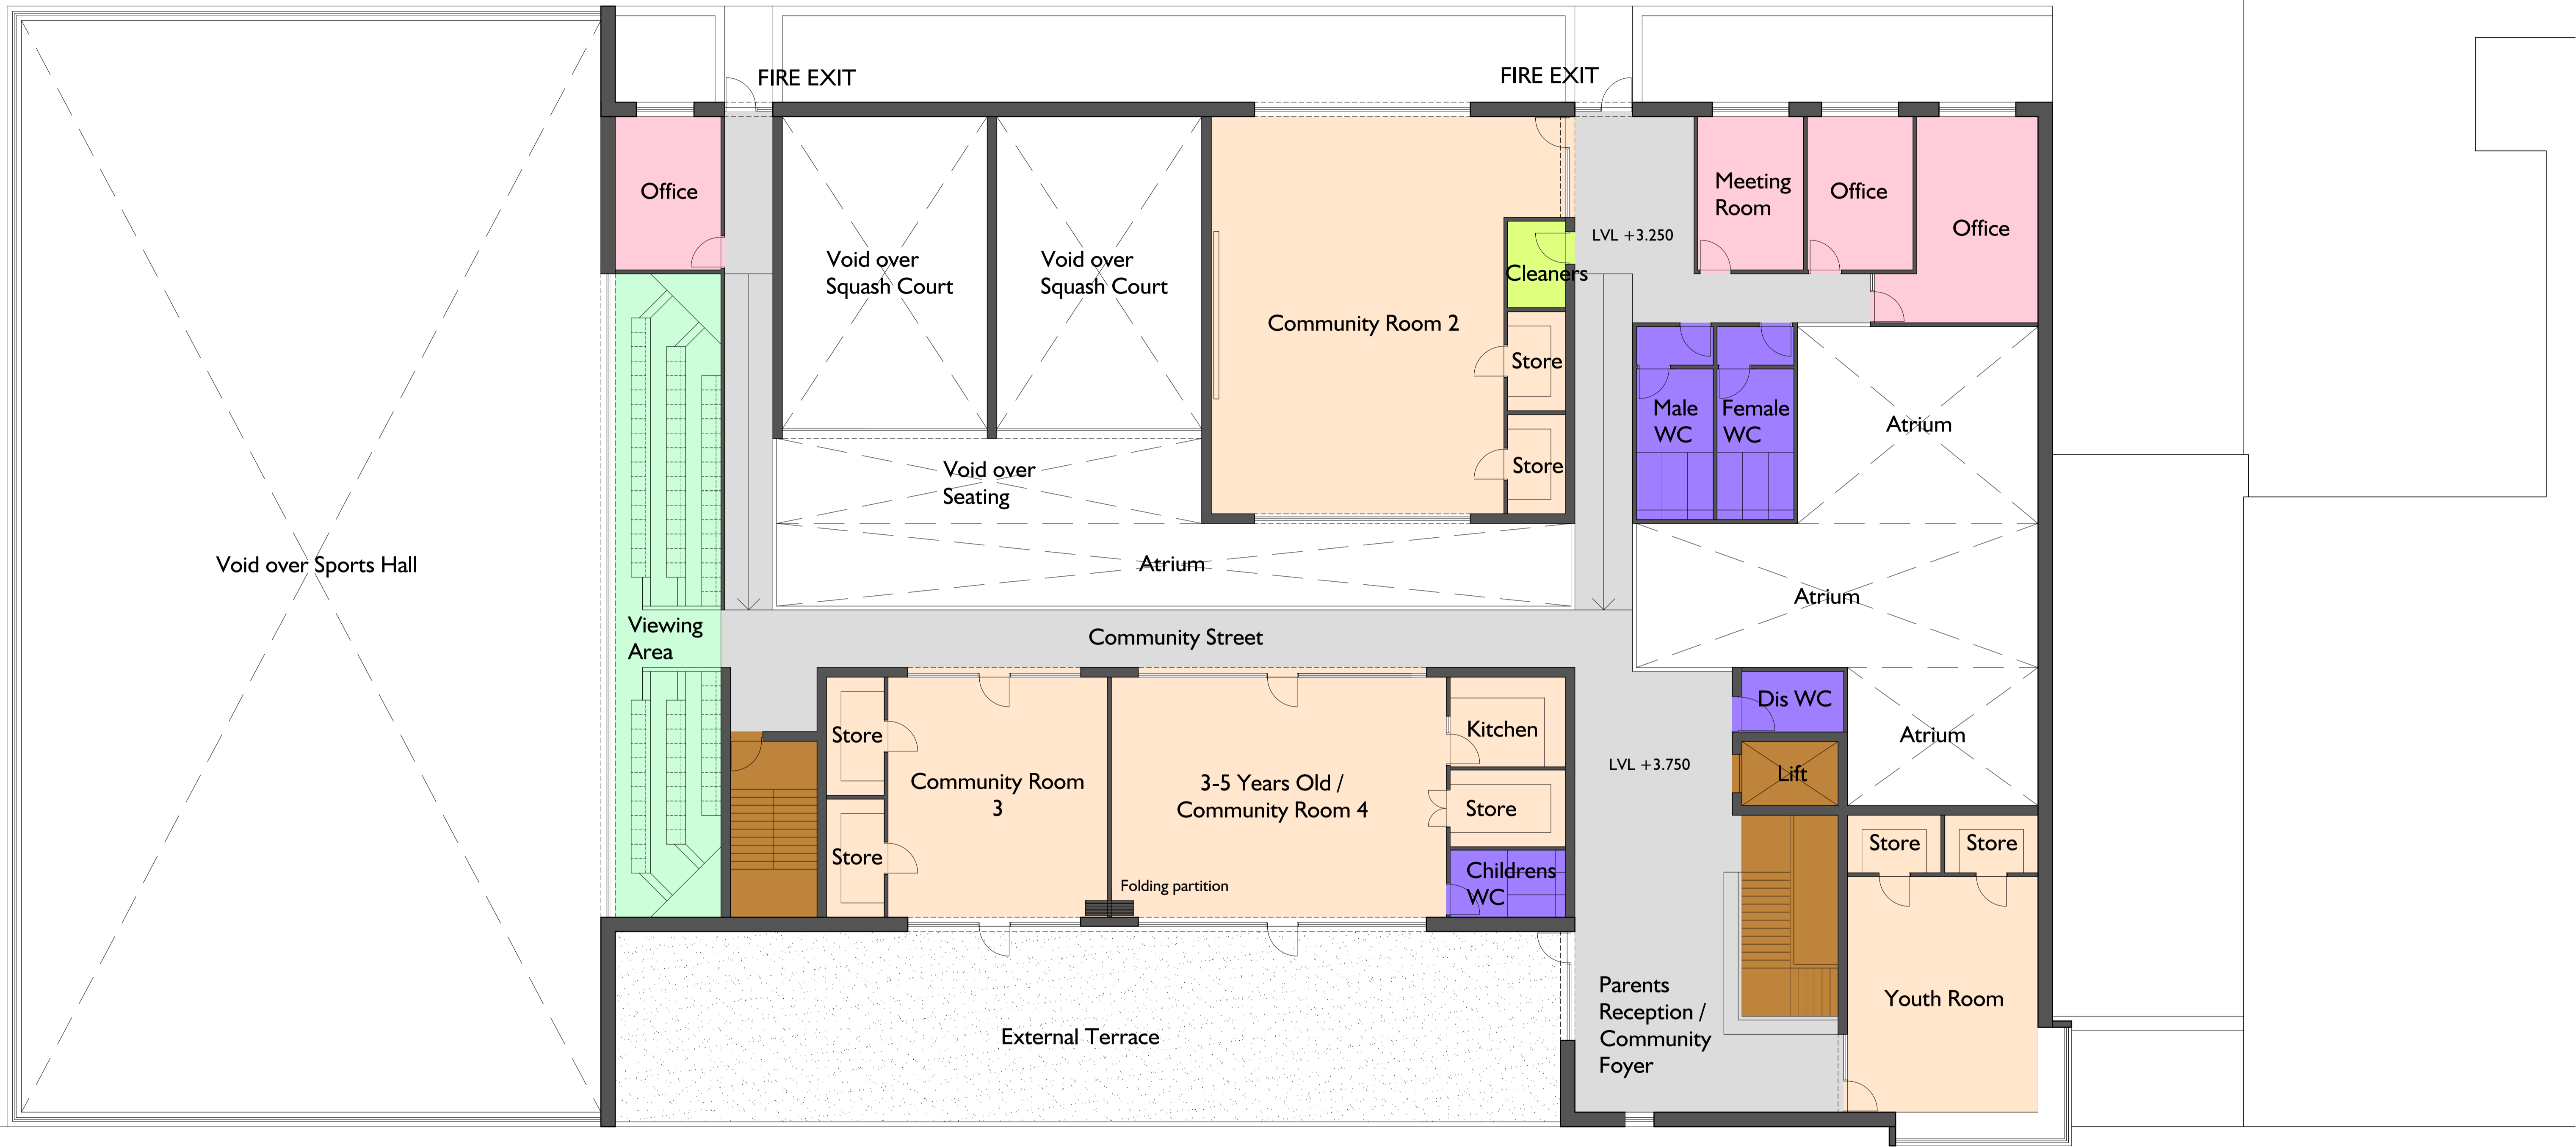 FIRE EXIT
FIRE EXIT
Office
Meeting
Room
Office
Office
Void over
Squash Court
Void over
Squash Court
LVL +3.250
Cleaners
Community Room 2
Store
Male
WC
Female
WC
Atrium
Void over
Seating
Store
Void over Sports Hall
Atrium
Atrium
Viewing
Area
Community Street
Dis WC
Store
Kitchen
Atrium
Community Room
3
3-5 Years Old /
Community Room 4
LVL +3.750
Lift
Store
Store
Store
Store
Childrens
WC
Folding partition
Parents
Reception /
Community
Foyer
Youth Room
External Terrace